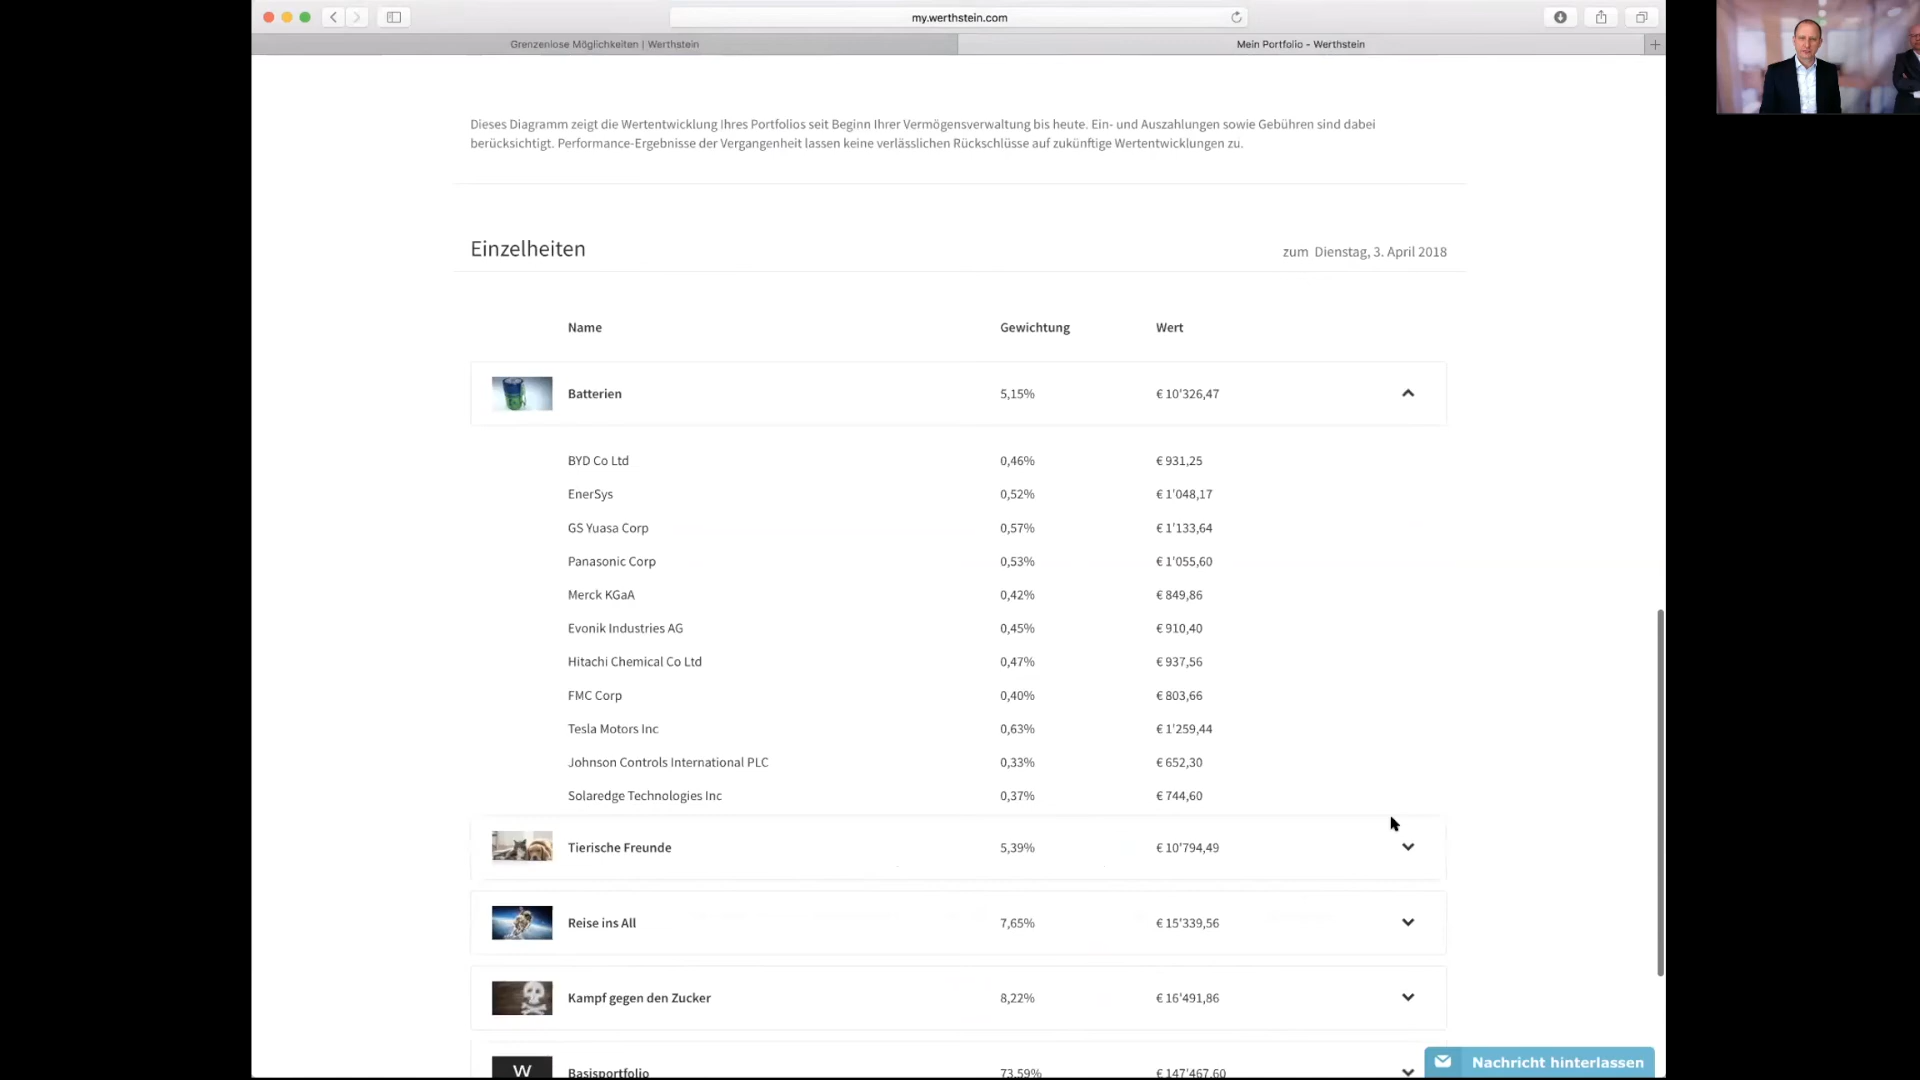 my.werthstein.com
Grenzenlose Möglichkeiten | Werthstein
Mein Portfolio - Werthstein
Dieses Diagramm zeigt die Wertentwicklung Ihres Portfolios seit Beginn Ihrer Vermögensverwaltung bis heute. Ein- und Auszahlungen sowie Gebühren sind dabei
berücksichtigt. Performance-Ergebnisse der Vergangenheit lassen keine verlässlichen Rückschlüsse auf zukünftige Wertentwicklungen zu.
Einzelheiten
zum Dienstag, 3. April 2018
Name Gewichtung Wert
Batterien 5,15% € 10'326,47
BYD Co Ltd 0,46% € 931,25
EnerSys 0,52% € 1'048,17
GS Yuasa Corp 0,57% € 1'133,64
Panasonic Corp 0,53% € 1'055,60
Merck KGaA 0,42% € 849,86
Evonik Industries AG 0,45% € 910,40
Hitachi Chemical Co Ltd 0,47% € 937,56
FMC Corp 0,40% € 803,66
Tesla Motors Inc 0,63% € 1'259,44
Johnson Controls International PLC 0,33% € 652,30
Solaredge Technologies Inc 0,37% € 744,60
Tierische Freunde 5,39% € 10'794,49
Reise ins All 7,65% € 15'339,56
Kampf gegen den Zucker 8,22% € 16'491,86
W Basisportfolio 73,59% € 147'467,60
Nachricht hinterlassen